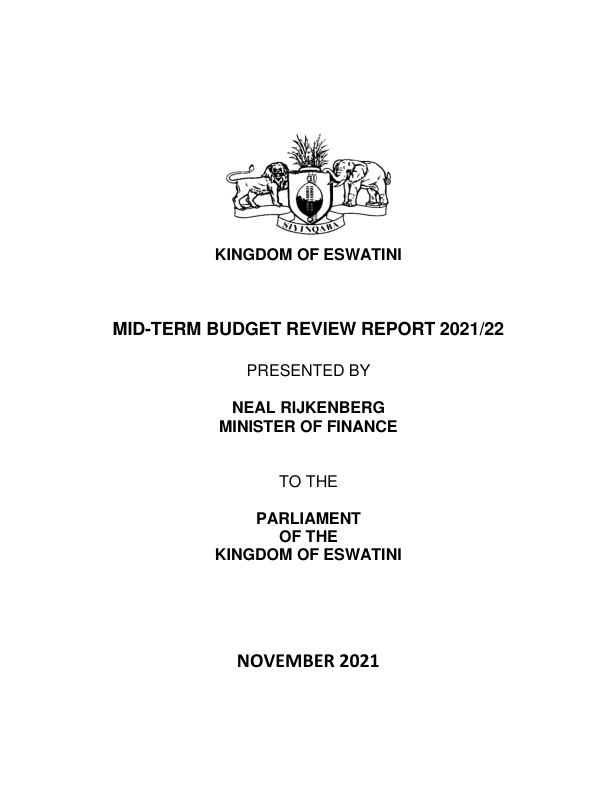 SIYINQABA
KINGDOM OF ESWATINI
MID-TERM BUDGET REVIEW REPORT 2021/22
PRESENTED BY
NEAL RIJKENBERG
MINISTER OF FINANCE
TO THE
PARLIAMENT
OF THE
KINGDOM OF ESWATINI
NOVEMBER 2021